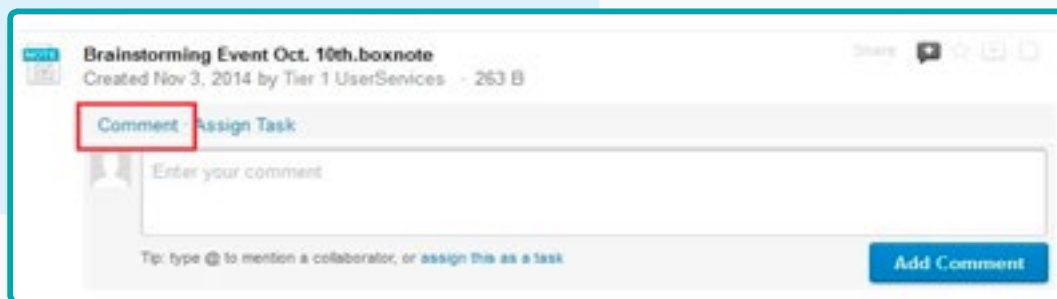 NOTE
Brainstorming Event Oct. 10th.boxnote
Share
Created Nov 3, 2014 by Tier 1 UserServices · 263 B
Comment · Assign Task
Enter your comment
Tip: type @ to mention a collaborator, or assign this as a task
Add Comment